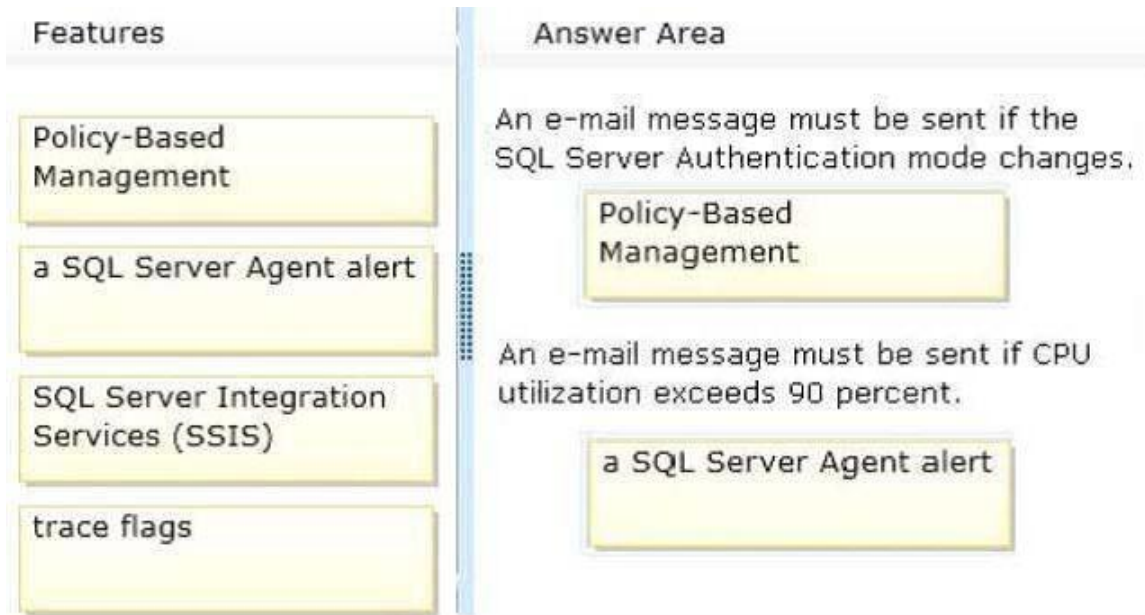 Features
Policy-Based
Management
a SQL Server Agent alert
SQL Server Integration
Services (SSIS)
trace flags
Answer Area
An e-mail message must be sent if the
SQL Server Authentication mode changes.
Policy-Based
Management
An e-mail message must be sent if CPU
utilization exceeds 90 percent.
a SQL Server Agent alert